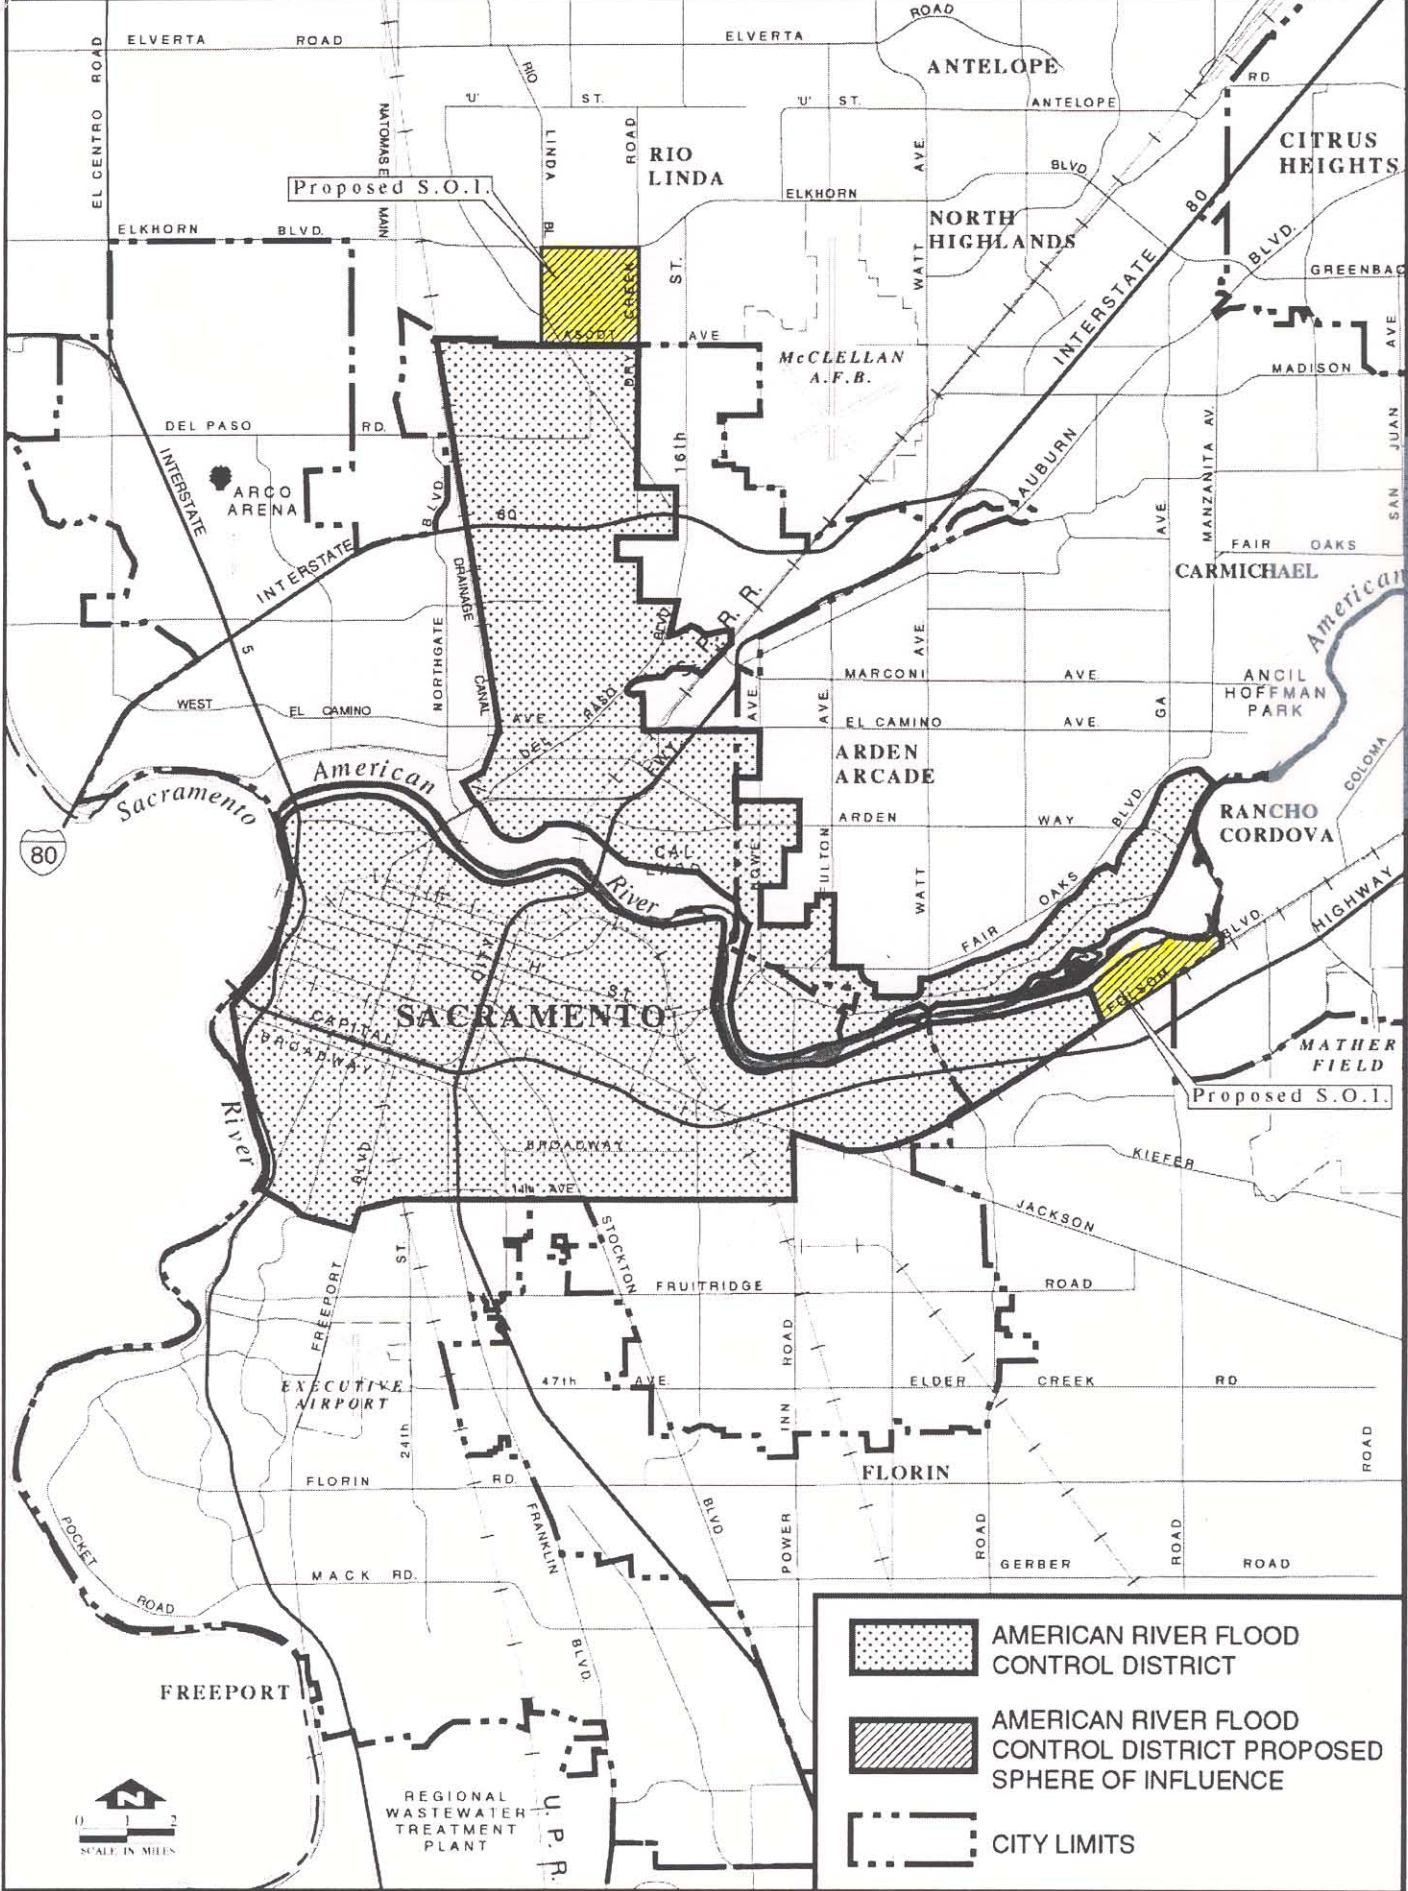 ROAD
ELVERTA ROAD
ELVERTA
EL CENTRO ROAD
RIO
LINDA
BL
ANTELOPE
RD
'U' ST.
'U' ST.
ANTELOPE
NATOMAS E
MAIN
ROAD
RIO
LINDA
CITRUS
HEIGHTS
AVE
WATT
BLVD
Proposed S.O.I.
ELKHORN
80
ELKHORN BLVD.
NORTH
HIGHLANDS
BLVD.
GREENBAC
ST.
CREEK
INTERSTATE
ASCOT
AVE
DRY
McCLELLAN
A.F.B.
AVE
MADISON
JUAN
SAN
DEL PASO RD.
16th
AUBURN
MANZANITA AV.
INTERSTATE
ARCO
ARENA
BLVD.
80
AVE
FAIR OAKS
INTERSTATE
DRAINAGE
CANAL
CARMICHAEL
American
NORTHGATE
5
BLVD
S. P. R. R.
AVE
MARCONI AVE
ANCIL
HOFFMAN
PARK
WEST EL CAMINO
AVE
DEL PASO
AVE
AVE
EL CAMINO AVE.
GA
FWY
ARDEN
ARCADE
COLOMA
American
Sacramento
BLVD.
RANCHO
CORDOVA
ARDEN WAY
80
CAL
EXPO
HOWE
FULTON
WATT
River
OAKS
FAIR
BLVD.
HIGHWAY
CITY
H
ST.
FOLSOM
SACRAMENTO
CAPITAL
BROADWAY
MATHER
FIELD
Proposed S.O.I.
River
BLVD
BROADWAY
KIEFER
14th AVE
JACKSON
STOCKTON
ST
FRUITRIDGE ROAD
FREEPORT
ROAD
INN
POWER
EXECUTIVE
AIRPORT
47th AVE.
ELDER CREEK RD
24th
FLORIN
ROAD
FLORIN RD.
FRANKLIN
BLVD
ROAD
ROAD
POCKET
ROAD
MACK RD.
GERBER ROAD
BLVD.
FREEPORT
N
0 1 2
SCALE IN MILES
REGIONAL
WASTEWATER
TREATMENT
PLANT
U. P. R.
AMERICAN RIVER FLOOD
CONTROL DISTRICT
AMERICAN RIVER FLOOD
CONTROL DISTRICT PROPOSED
SPHERE OF INFLUENCE
CITY LIMITS